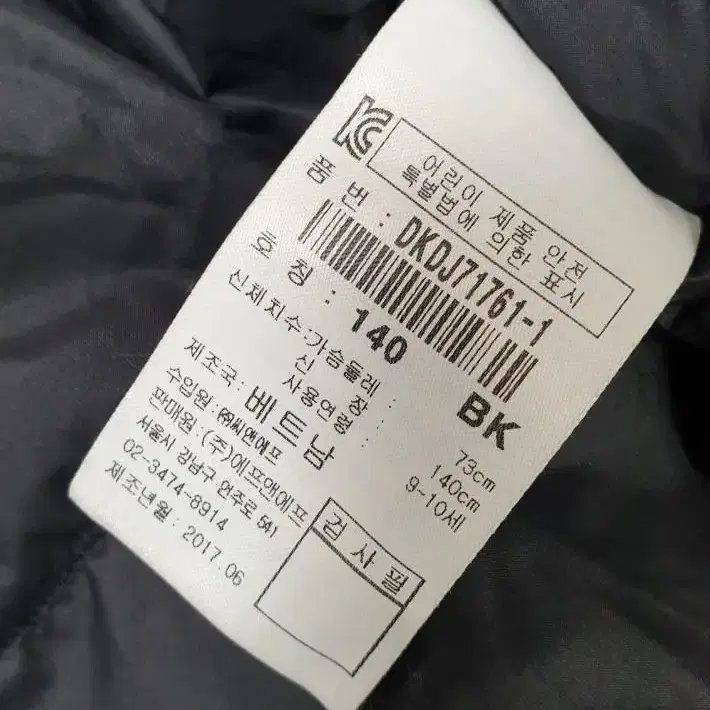 KC 어린이 제품 안전
특별법에 의한 표시
품 번 : DKDJ71761-1
호 칭 : 140 BK
신체치수:가슴둘레 : 73cm
신 장 : 140cm
사용연령 : 9-10세
제조국: 베트남
수입원 : ㈜씨앤에프
판매원:(주)에프앤에프
서울시 강남구 언주로 541
02-3474-8914
제조년월 : 2017.06
검 사 필